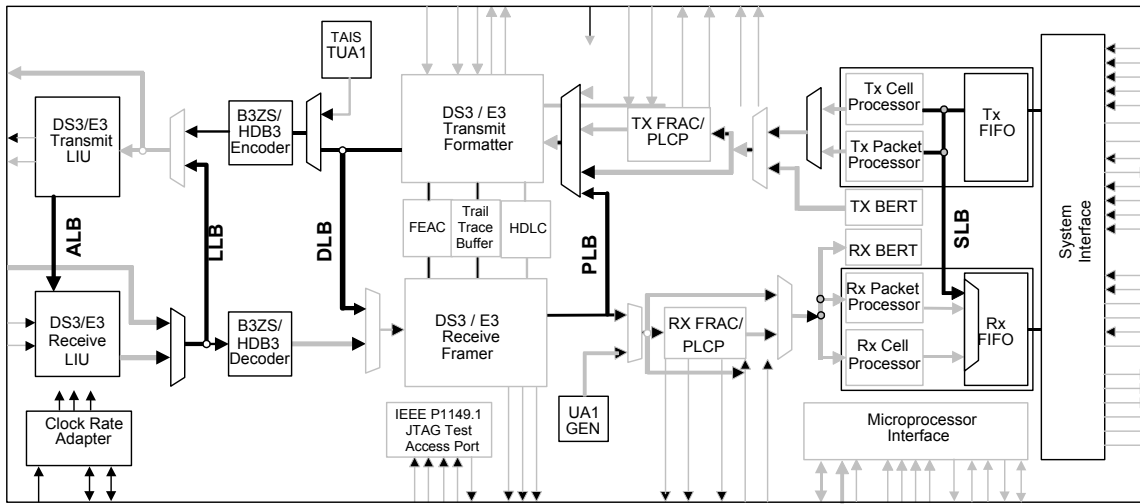 TAIS
TUA1
DS3/E3
Transmit
LIU
B3ZS/
HDB3
Encoder
DS3 / E3
Transmit
Formatter
TX FRAC/
PLCP
Tx Cell
Processor
Tx Packet
Processor
Tx
FIFO
TX BERT
RX BERT
System
Interface
FEAC
Trail
Trace
Buffer
HDLC
ALB
LLB
DLB
PLB
SLB
DS3/E3
Receive
LIU
B3ZS/
HDB3
Decoder
DS3 / E3
Receive
Framer
RX FRAC/
PLCP
Rx Packet
Processor
Rx Cell
Processor
Rx
FIFO
UA1
GEN
Clock Rate
Adapter
IEEE P1149.1
JTAG Test
Access Port
Microprocessor
Interface